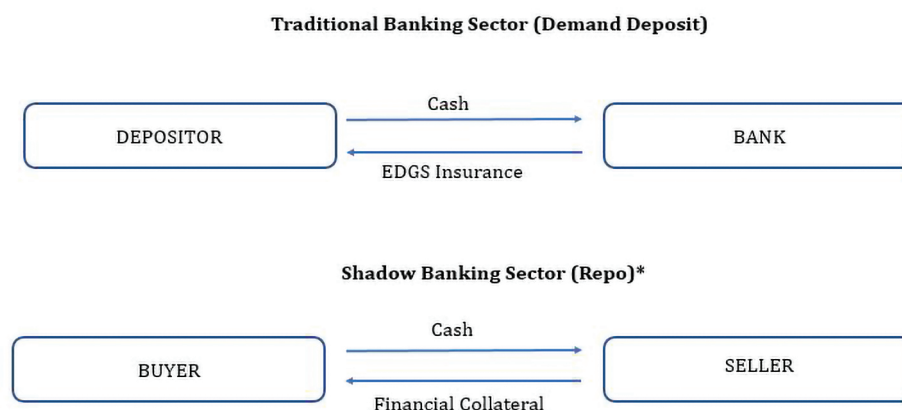 Traditional Banking Sector (Demand Deposit)
Cash
DEPOSITOR
BANK
EDGS Insurance
Shadow Banking Sector (Repo)*
Cash
BUYER
SELLER
Financial Collateral